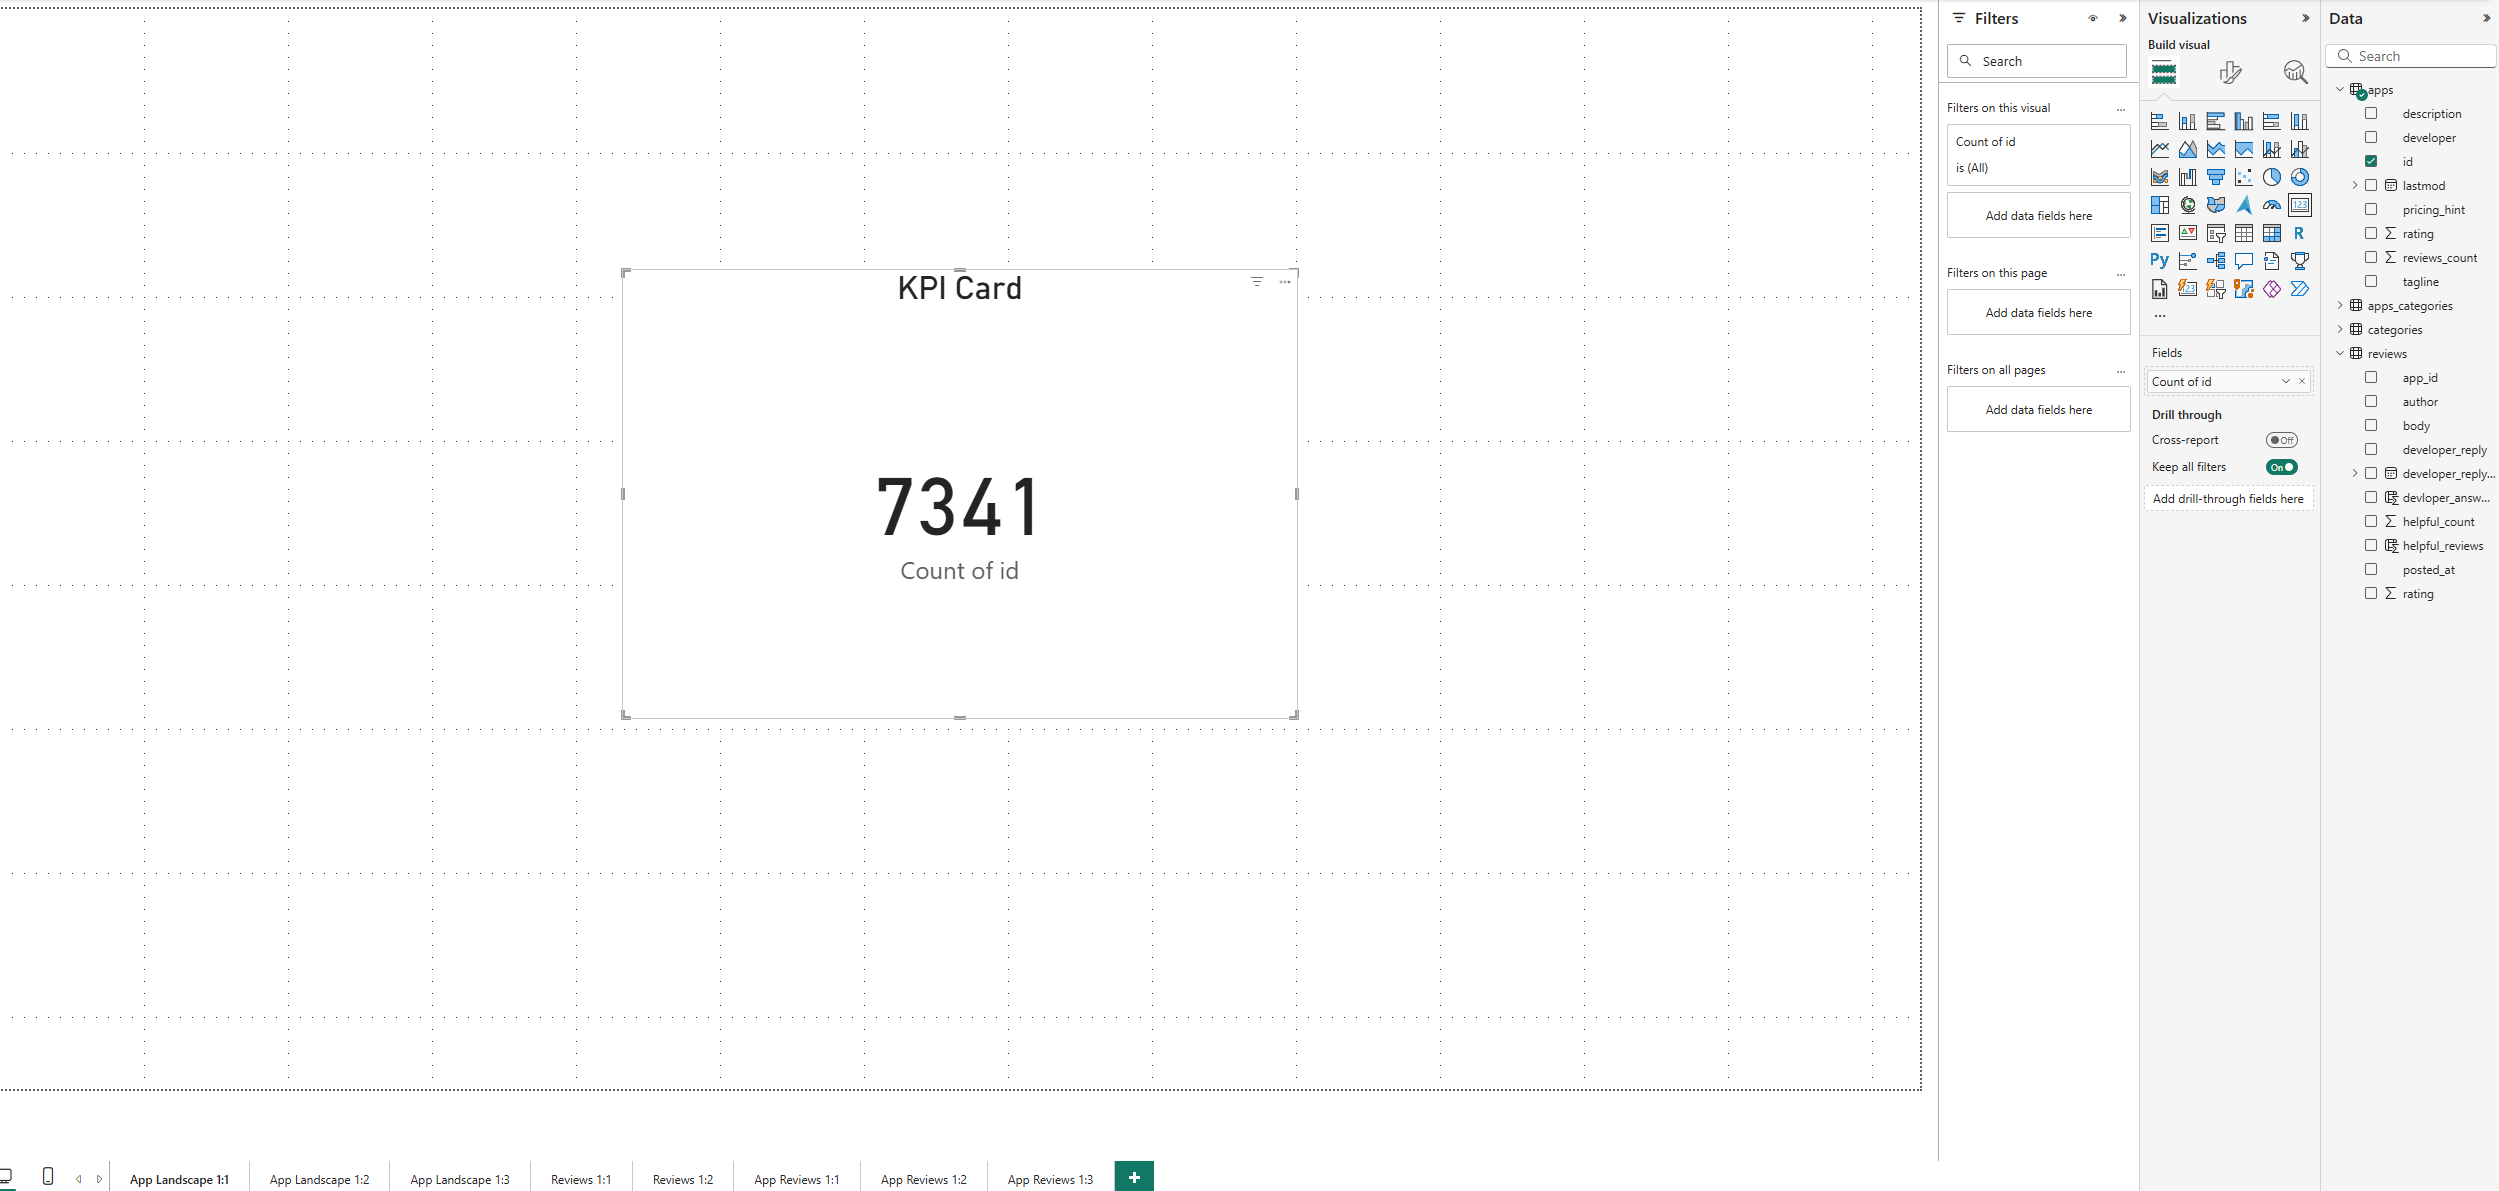 KPI Card
7341
Count of id
App Landscape 1:1
App Landscape 1:2
App Landscape 1:3
Reviews 1:1
Reviews 1:2
App Reviews 1:1
App Reviews 1:2
App Reviews 1:3
+
Filters
Search
Filters on this visual
...
Count of id
is (All)
Add data fields here
Filters on this page
...
Add data fields here
Filters on all pages
...
Add data fields here
Visualizations
Build visual
123
R
Py
123
...
Fields
Count of id
Drill through
Cross-report
Off
Keep all filters
On
Add drill-through fields here
Data
Search
apps
description
developer
id
lastmod
pricing_hint
rating
reviews_count
tagline
apps_categories
categories
reviews
app_id
author
body
developer_reply
developer_reply...
devloper_answ...
helpful_count
helpful_reviews
posted_at
rating